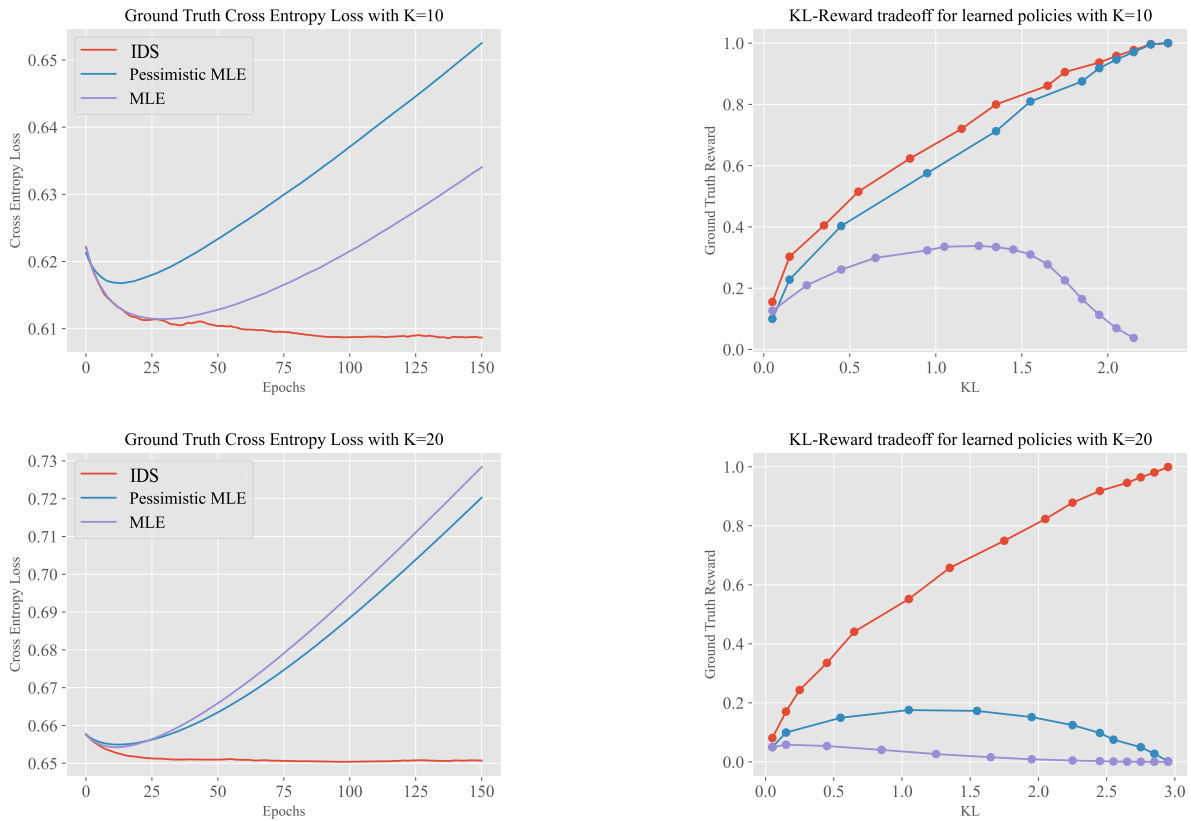 Ground Truth Cross Entropy Loss with K=10
IDS
Pessimistic MLE
MLE
0.65
0.64
0.63
0.62
0.61
Cross Entropy Loss
0 25 50 75 100 125 150
Epochs
KL-Reward tradeoff for learned policies with K=10
1.0
0.8
0.6
0.4
0.2
0.0
Ground Truth Reward
0.0 0.5 1.0 1.5 2.0
KL
Ground Truth Cross Entropy Loss with K=20
IDS
Pessimistic MLE
MLE
0.73
0.72
0.71
0.70
0.69
0.68
0.67
0.66
0.65
Cross Entropy Loss
0 25 50 75 100 125 150
Epochs
KL-Reward tradeoff for learned policies with K=20
1.0
0.8
0.6
0.4
0.2
0.0
Ground Truth Reward
0.0 0.5 1.0 1.5 2.0 2.5 3.0
KL